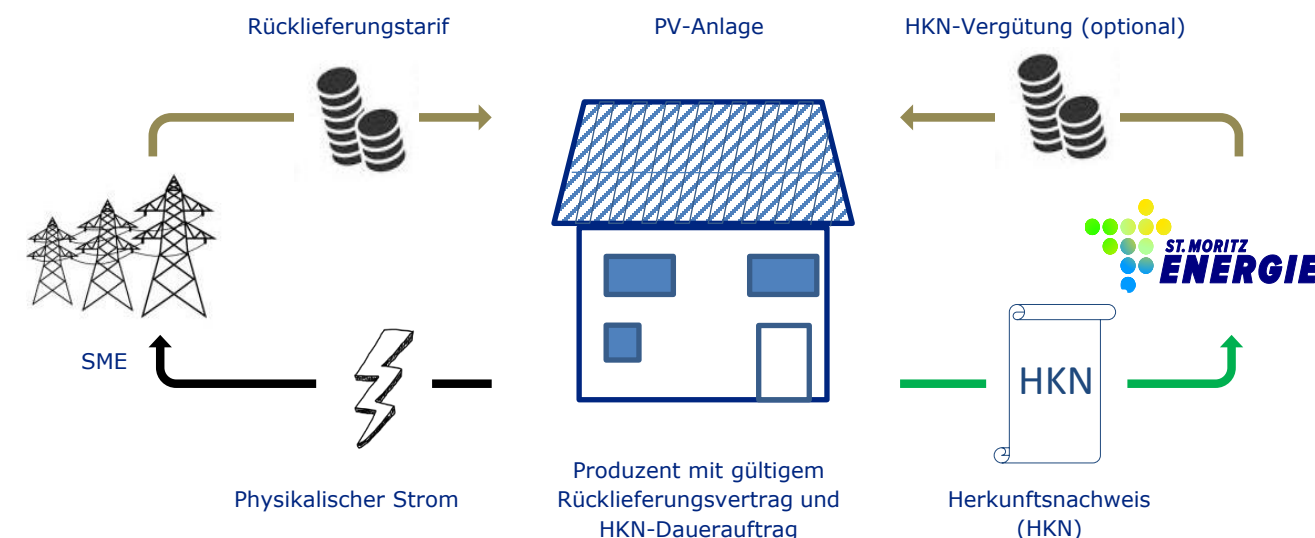 Rücklieferungstarif
PV-Anlage
HKN-Vergütung (optional)
ST.MORITZ
ENERGIE
SME
HKN
Physikalischer Strom
Produzent mit gültigem
Rücklieferungsvertrag und
HKN-Dauerauftrag
Herkunftsnachweis
(HKN)